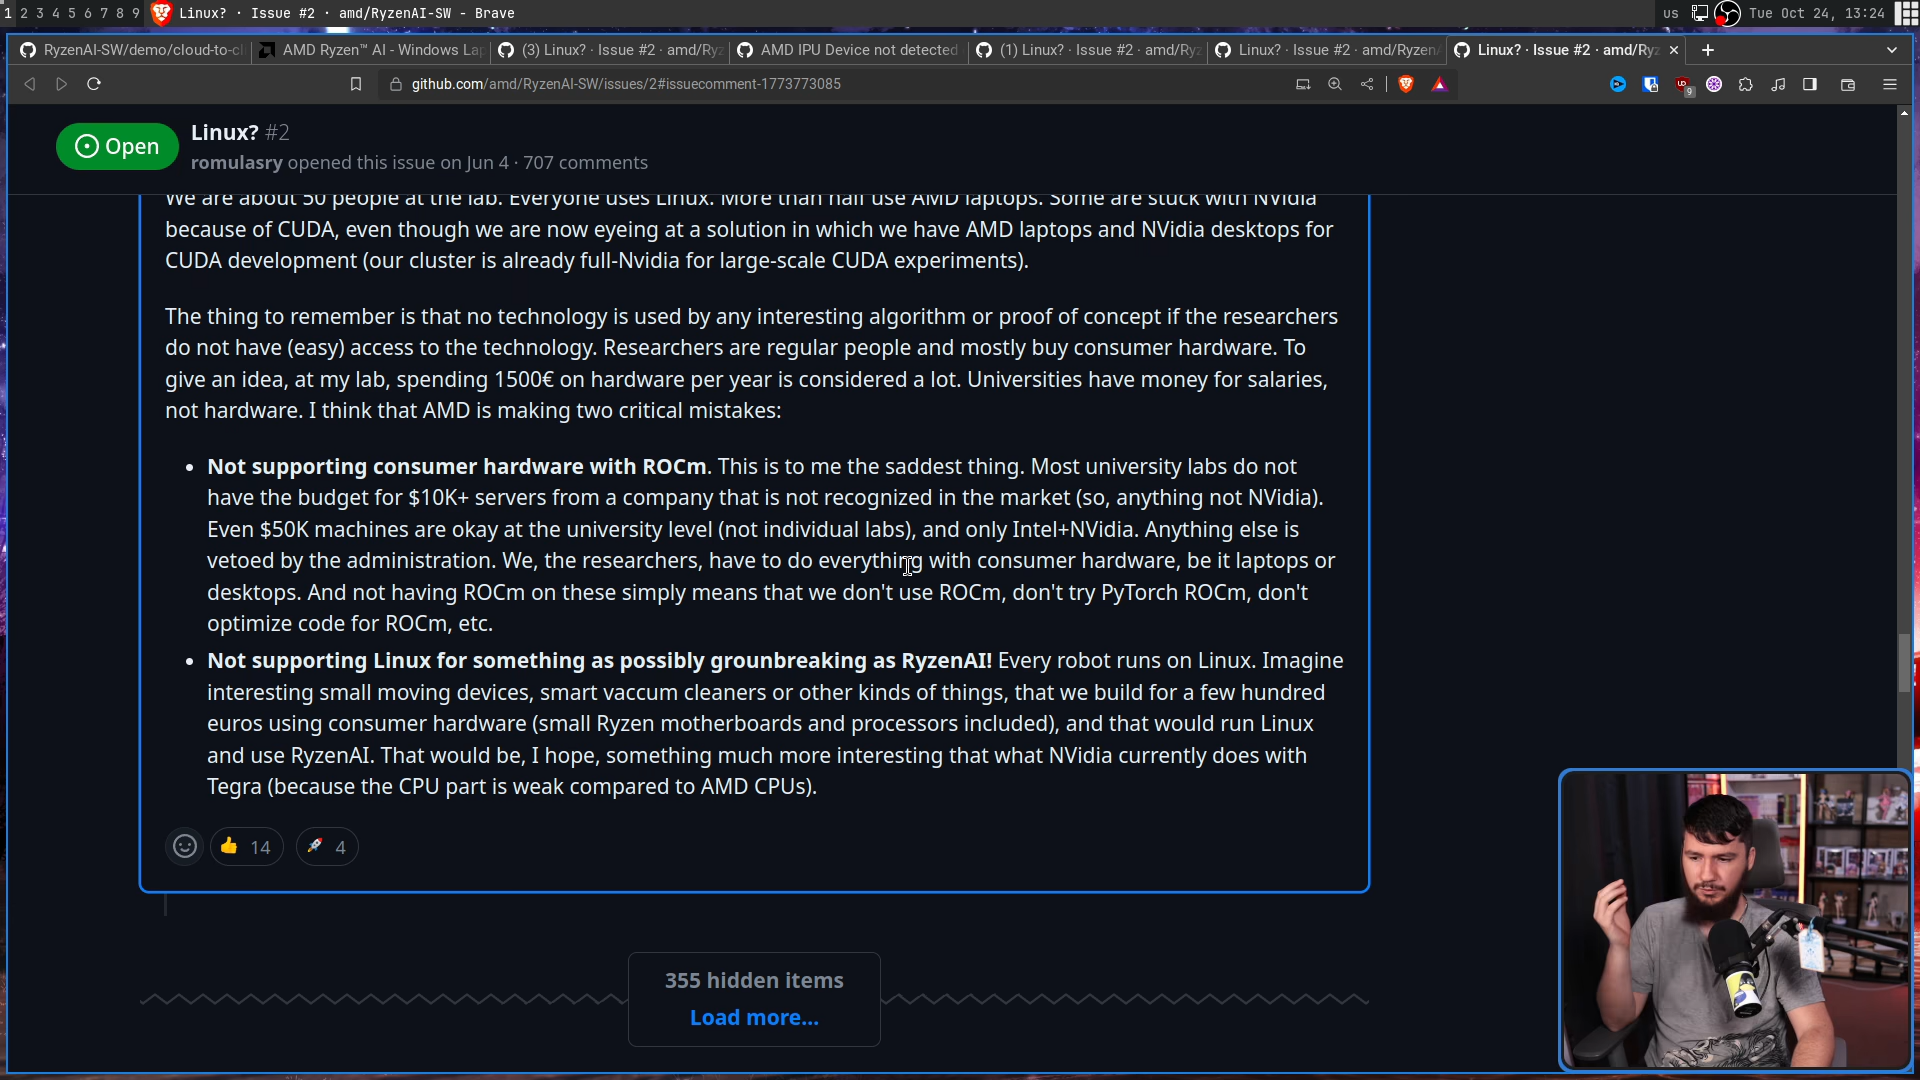 1 2 3 4 5 6 7 8 9 Linux? · Issue #2 · amd/RyzenAI-SW - Brave us Tue Oct 24, 13:24
RyzenAI-SW/demo/cloud-to-cl AMD Ryzen™ AI - Windows Lap (3) Linux? · Issue #2 · amd/Ryz AMD IPU Device not detected (1) Linux? · Issue #2 · amd/Ryz Linux? · Issue #2 · amd/Ryzen Linux? · Issue #2 · amd/Ryz
github.com/amd/RyzenAI-SW/issues/2#issuecomment-1773773085 9
Open
Linux? #2
romulasry opened this issue on Jun 4 · 707 comments
We are about 50 people at the lab. Everyone uses Linux. More than half use AMD laptops. Some are stuck with NVidia
because of CUDA, even though we are now eyeing at a solution in which we have AMD laptops and NVidia desktops for
CUDA development (our cluster is already full-Nvidia for large-scale CUDA experiments).
The thing to remember is that no technology is used by any interesting algorithm or proof of concept if the researchers
do not have (easy) access to the technology. Researchers are regular people and mostly buy consumer hardware. To
give an idea, at my lab, spending 1500€ on hardware per year is considered a lot. Universities have money for salaries,
not hardware. I think that AMD is making two critical mistakes:
• Not supporting consumer hardware with ROCm. This is to me the saddest thing. Most university labs do not
have the budget for $10K+ servers from a company that is not recognized in the market (so, anything not NVidia).
Even $50K machines are okay at the university level (not individual labs), and only Intel+NVidia. Anything else is
vetoed by the administration. We, the researchers, have to do everything with consumer hardware, be it laptops or
desktops. And not having ROCm on these simply means that we don't use ROCm, don't try PyTorch ROCm, don't
optimize code for ROCm, etc.
• Not supporting Linux for something as possibly grounbreaking as RyzenAI! Every robot runs on Linux. Imagine
interesting small moving devices, smart vaccum cleaners or other kinds of things, that we build for a few hundred
euros using consumer hardware (small Ryzen motherboards and processors included), and that would run Linux
and use RyzenAI. That would be, I hope, something much more interesting that what NVidia currently does with
Tegra (because the CPU part is weak compared to AMD CPUs).
14 4
355 hidden items
Load more...